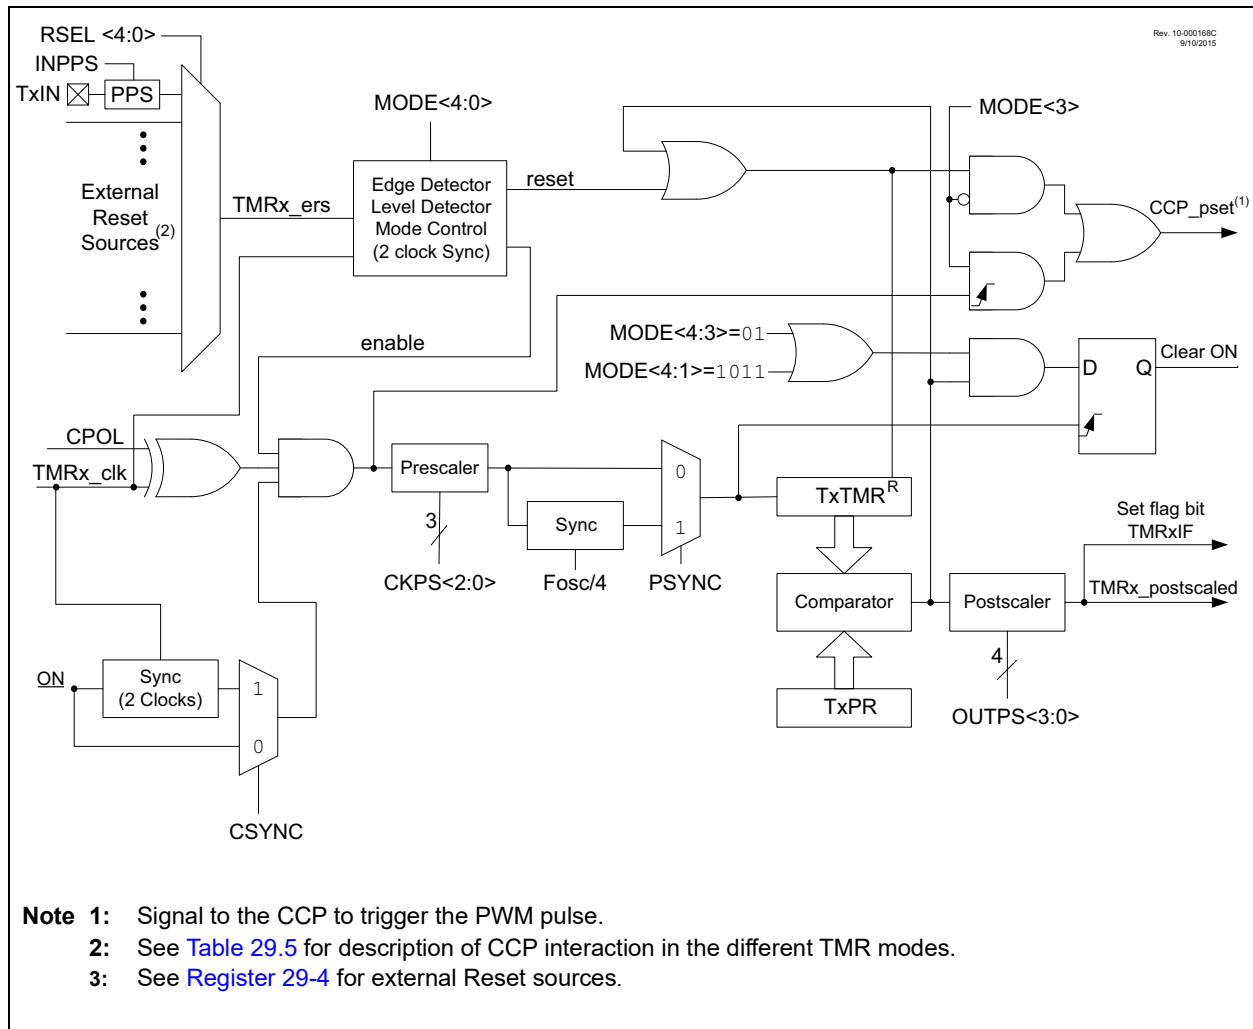 Rev. 10-000168C
9/10/2015
RSEL <4:0>
INPPS
TxIN
PPS
MODE<4:0>
MODE<3>
External
Reset
Sources(2)
TMRx_ers
Edge Detector
Level Detector
Mode Control
(2 clock Sync)
reset
CCP_pset(1)
enable
MODE<4:3>=01
MODE<4:1>=1011
D
Q
Clear ON
CPOL
TMRx_clk
Prescaler
3
CKPS<2:0>
Sync
Fosc/4
0
1
PSYNC
TxTMR
R
Comparator
TxPR
Postscaler
4
OUTPS<3:0>
Set flag bit
TMRxIF
TMRx_postscaled
ON
Sync
(2 Clocks)
1
0
CSYNC
Note 1: Signal to the CCP to trigger the PWM pulse.
2: See Table 29.5 for description of CCP interaction in the different TMR modes.
3: See Register 29-4 for external Reset sources.